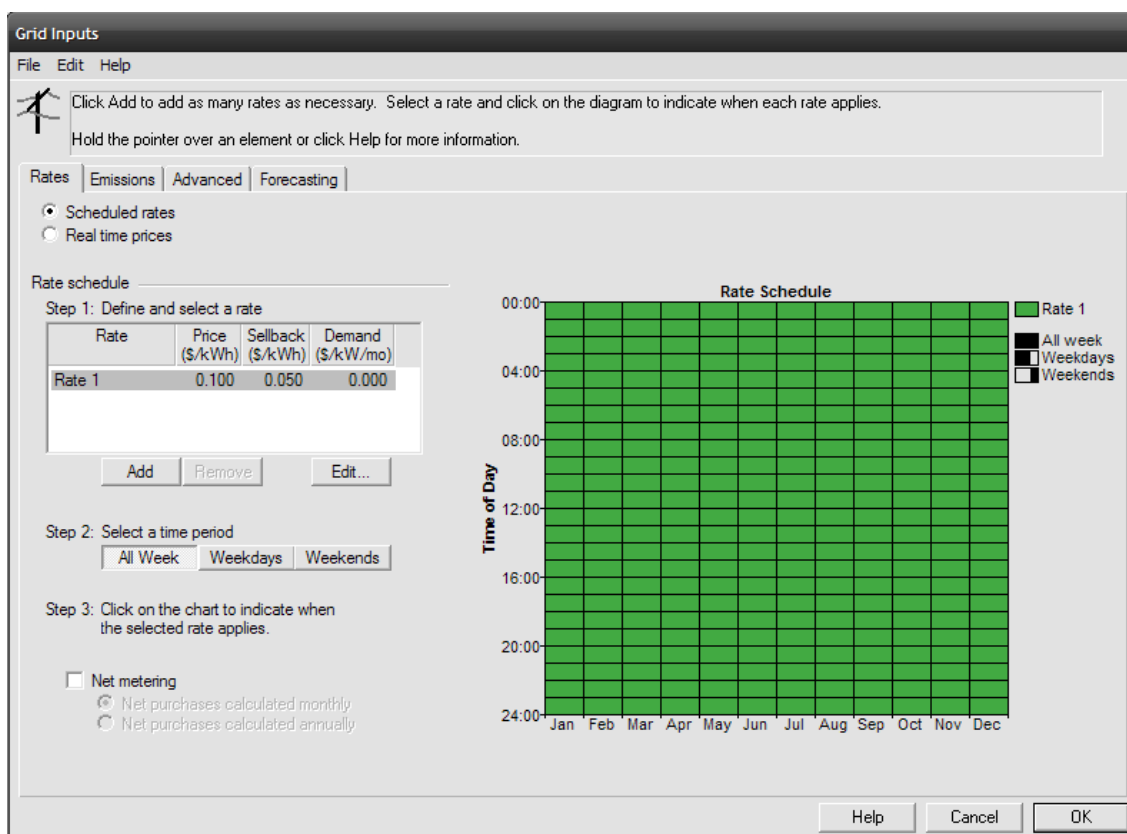 Grid Inputs
File Edit Help
Click Add to add as many rates as necessary. Select a rate and click on the diagram to indicate when each rate applies.
Hold the pointer over an element or click Help for more information.
Rates Emissions Advanced Forecasting
Scheduled rates
Real time prices
Rate schedule
Step 1: Define and select a rate
Rate Price Sellback Demand
($/kWh) ($/kWh) ($/kW/mo)
Rate 1 0.100 0.050 0.000
Add Remove Edit...
Step 2: Select a time period
All Week Weekdays Weekends
Step 3: Click on the chart to indicate when
the selected rate applies.
Net metering
Net purchases calculated monthly
Net purchases calculated annually
Rate Schedule
Time of Day
00:00
04:00
08:00
12:00
16:00
20:00
24:00
Jan Feb Mar Apr May Jun Jul Aug Sep Oct Nov Dec
Rate 1
All week
Weekdays
Weekends
Help Cancel OK